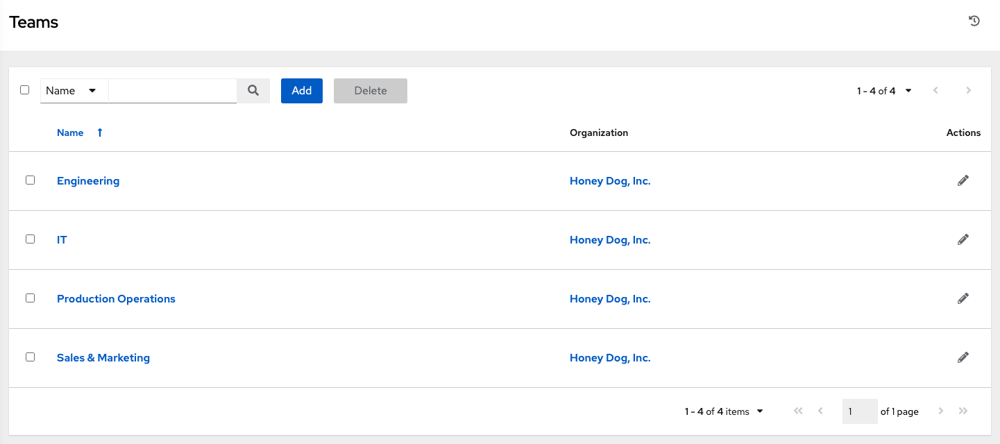 Teams
Name Add Delete 1 - 4 of 4
Name Organization Actions
Engineering Honey Dog, Inc.
IT Honey Dog, Inc.
Production Operations Honey Dog, Inc.
Sales & Marketing Honey Dog, Inc.
1 - 4 of 4 items 1 of 1 page